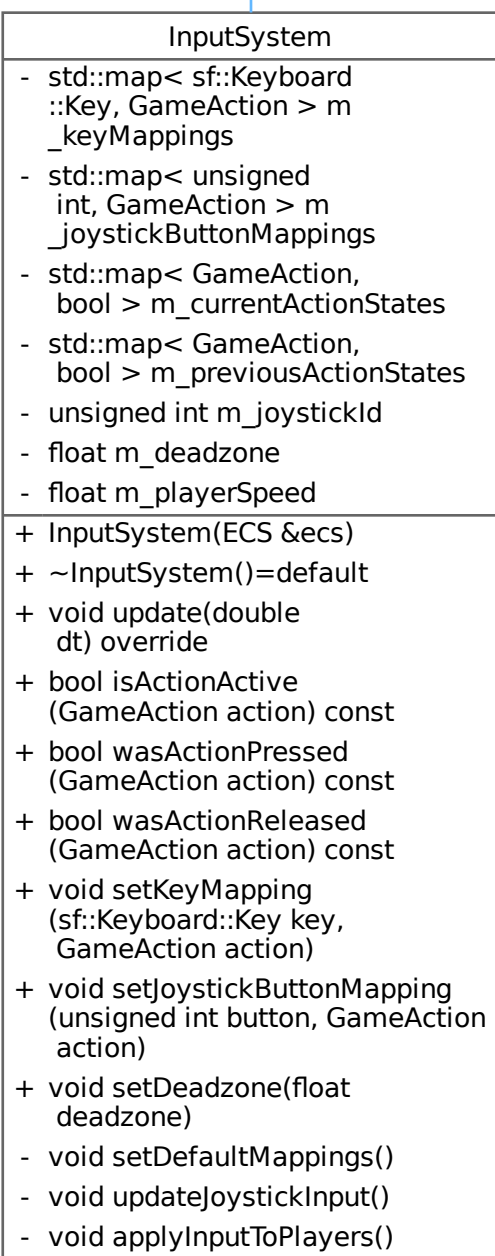 InputSystem
- std::map< sf::Keyboard
::Key, GameAction > m
_keyMappings
- std::map< unsigned
int, GameAction > m
_joystickButtonMappings
- std::map< GameAction,
bool > m_currentActionStates
- std::map< GameAction,
bool > m_previousActionStates
- unsigned int m_joystickId
- float m_deadzone
- float m_playerSpeed
+ InputSystem(ECS &ecs)
+ ~InputSystem()=default
+ void update(double
dt) override
+ bool isActionActive
(GameAction action) const
+ bool wasActionPressed
(GameAction action) const
+ bool wasActionReleased
(GameAction action) const
+ void setKeyMapping
(sf::Keyboard::Key key,
GameAction action)
+ void setJoystickButtonMapping
(unsigned int button, GameAction
action)
+ void setDeadzone(float
deadzone)
- void setDefaultMappings()
- void updateJoystickInput()
- void applyInputToPlayers()